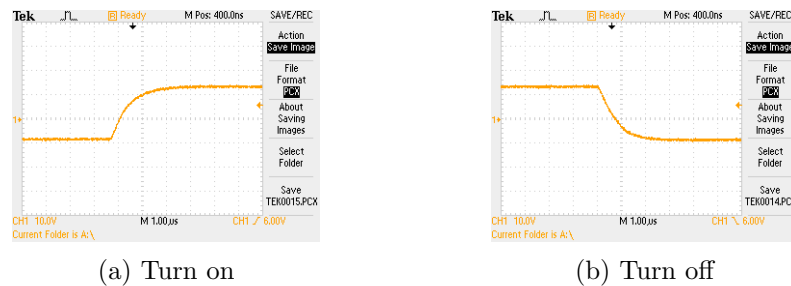 Tek B Ready M Pos: 400.0ns SAVE/REC
Action
Save Image
File
Format
PCX
About
Saving
Images
Select
Folder
Save
TEK0015.PCX
1
CH1 10.0V M 1.00µs CH1 / 6.00V
Current Folder is A:\
(a) Turn on
Tek B Ready M Pos: 400.0ns SAVE/REC
Action
Save Image
File
Format
PCX
About
Saving
Images
Select
Folder
Save
TEK0014.PC
1
CH1 10.0V M 1.00µs CH1 \ 6.00V
Current Folder is A:\
(b) Turn off